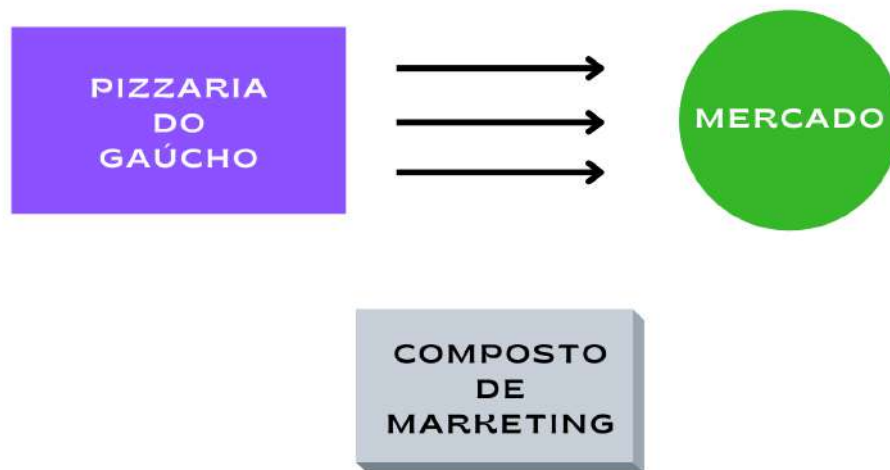 PIZZARIA
DO
GAÚCHO
MERCADO
COMPOSTO
DE
MARKETING